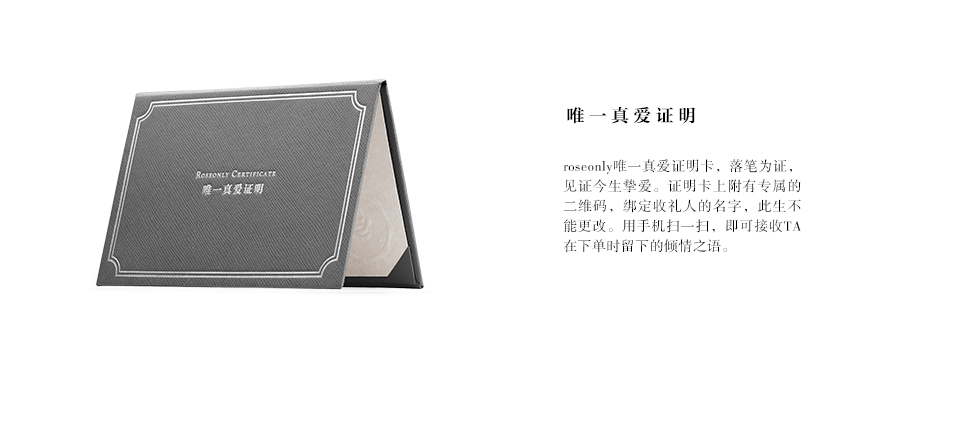 ROSEONLY CERTIFICATE
唯一真爱证明
唯一真爱证明
roseonly唯一真爱证明卡，落笔为证，
见证今生挚爱。证明卡上附有专属的
二维码，绑定收礼人的名字，此生不
能更改。用手机扫一扫，即可接收TA
在下单时留下的倾情之语。